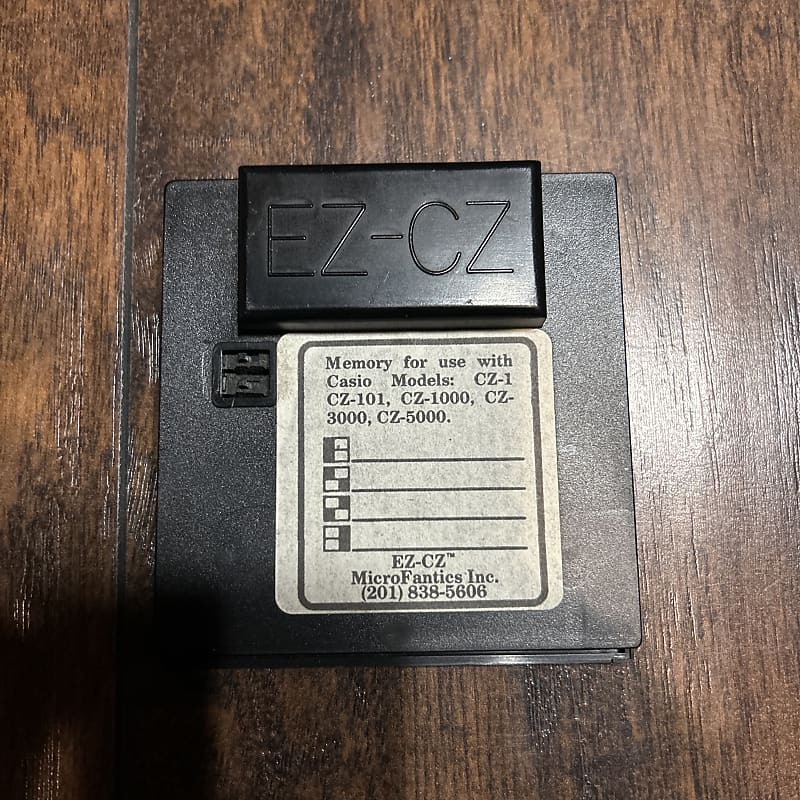 EZ-CZ
Memory for use with
Casio Models: CZ-1
CZ-101, CZ-1000, CZ-
3000, CZ-5000.
EZ-CZ™
MicroFantics Inc.
(201) 838-5606